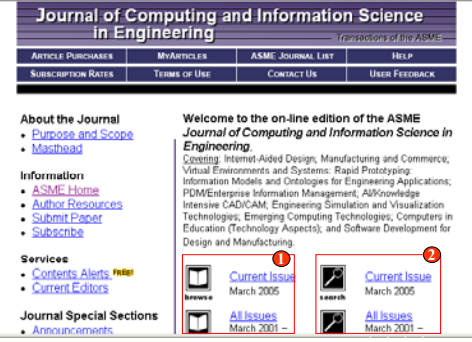 Journal of Computing and Information Science
in Engineering
Transactions of the ASME
ARTICLE PURCHASES MYARTICLES ASME JOURNAL LIST HELP
SUBSCRIPTION RATES TERMS OF USE CONTACT US USER FEEDBACK
About the Journal
• Purpose and Scope
• Masthead
Information
• ASME Home
• Author Resources
• Submit Paper
• Subscribe
Services
• Contents Alerts FREE!
• Current Editors
Journal Special Sections
• Announcements
Welcome to the on-line edition of the ASME
Journal of Computing and Information Science in
Engineering.
Covering: Internet-Aided Design; Manufacturing and Commerce;
Virtual Environments and Systems: Rapid Prototyping:
Information Models and Ontologies for Engineering Applications;
PDM/Enterprise Information Management; AI/Knowledge
Intensive CAD/CAM; Engineering Simulation and Visualization
Technologies; Emerging Computing Technologies; Computers in
Education (Technology Aspects); and Software Development for
Design and Manufacturing.
1
browse
Current Issue
March 2005
All Issues
March 2001 –
2
search
Current Issue
March 2005
All Issues
March 2001 –